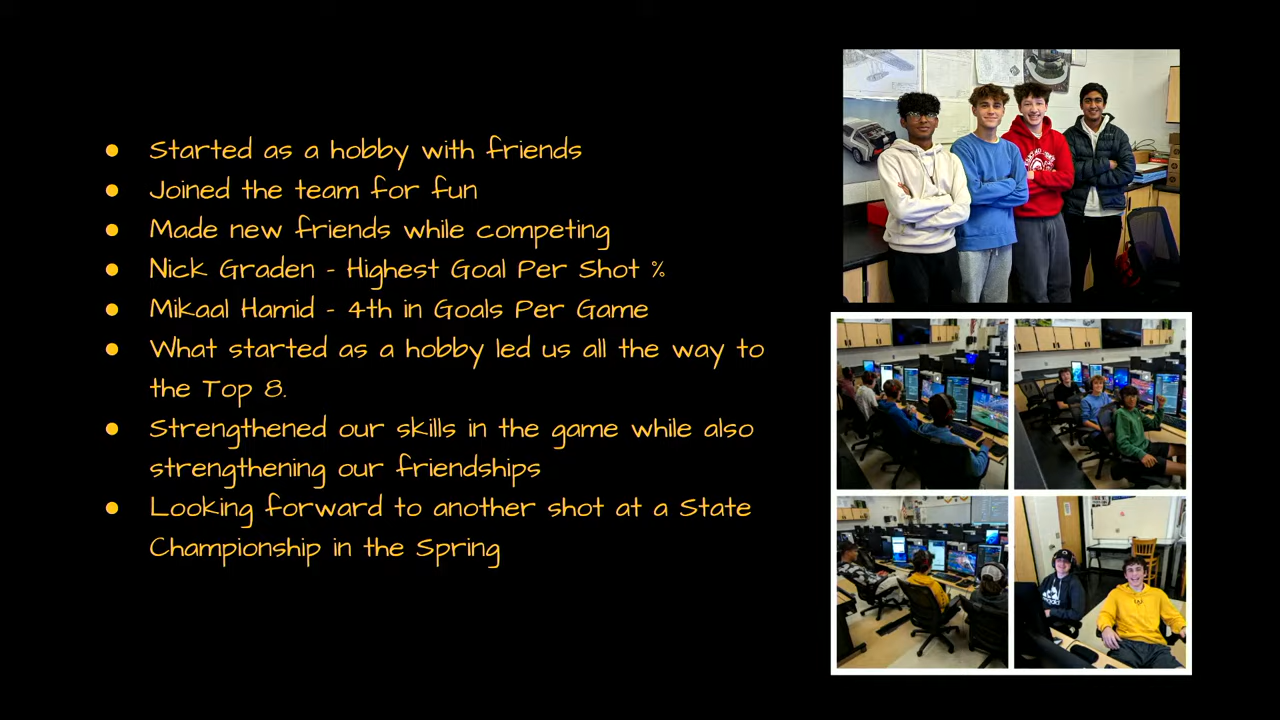 ● Started as a hobby with friends
● Joined the team for fun
● Made new friends while competing
● Nick Graden - Highest Goal Per Shot %
● Mikaal Hamid - 4th in Goals Per Game
● What started as a hobby led us all the way to
the Top 8.
● Strengthened our skills in the game while also
strengthening our friendships
● Looking forward to another shot at a State
Championship in the Spring